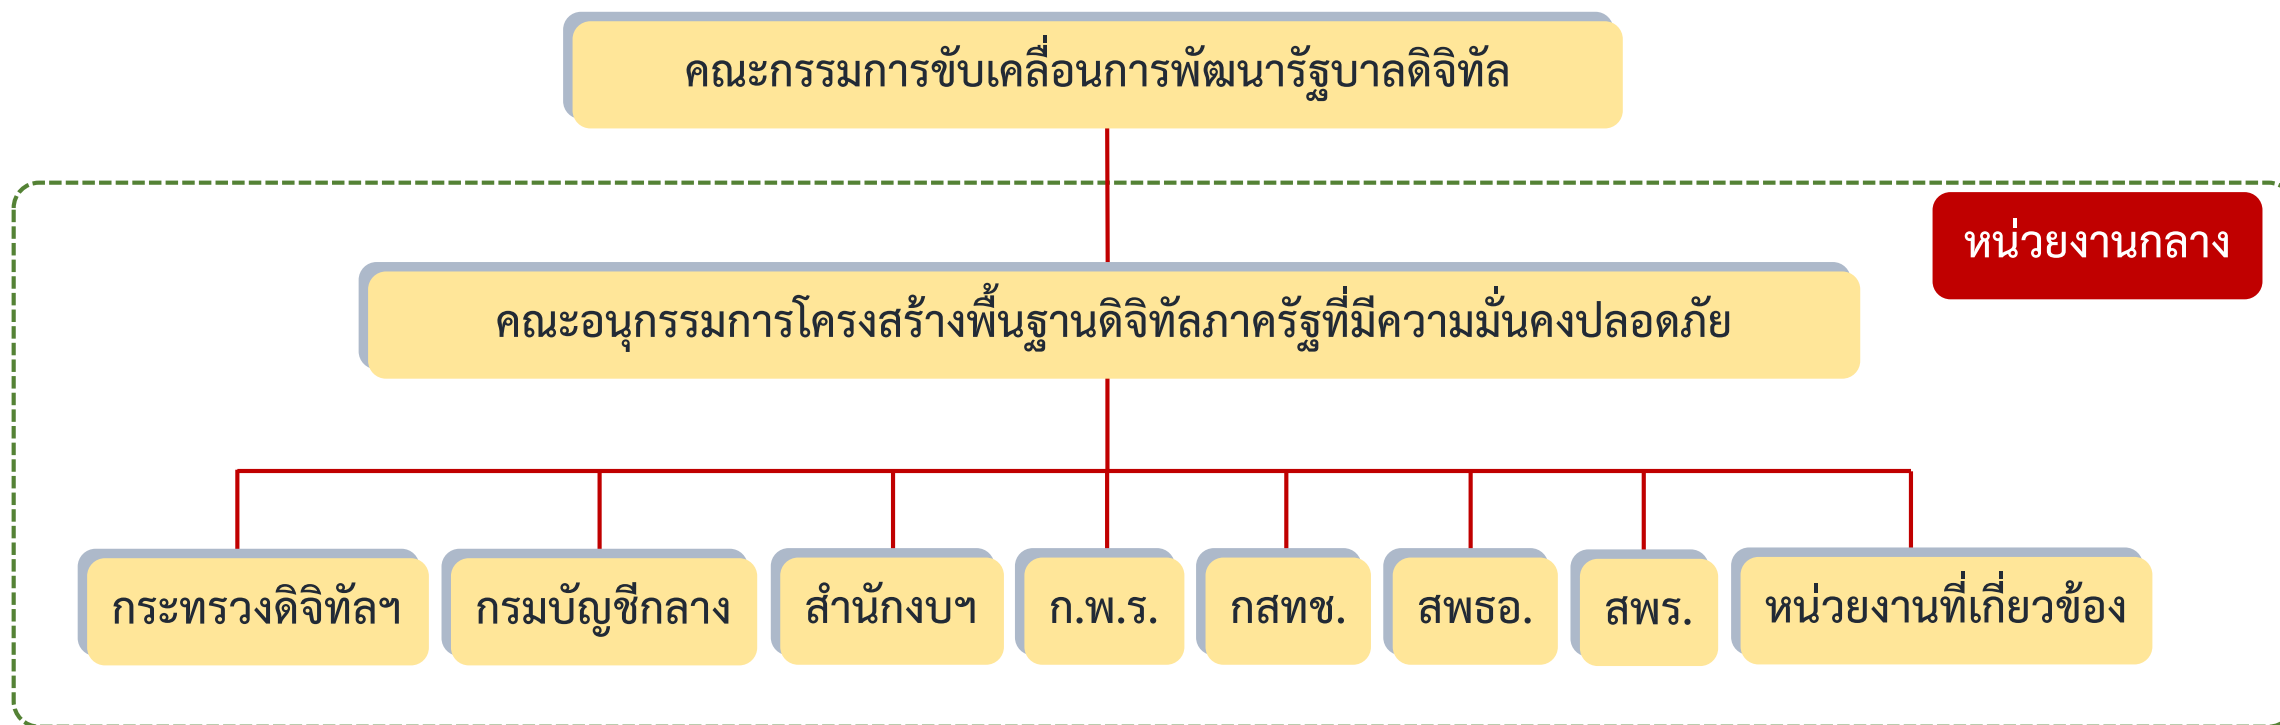 คณะกรรมการขับเคลื่อนการพัฒนารัฐบาลดิจิทัล
หน่วยงานกลาง
คณะอนุกรรมการโครงสร้างพื้นฐานดิจิทัลภาครัฐที่มีความมั่นคงปลอดภัย
กระทรวงดิจิทัลฯ
กรมบัญชีกลาง
สำนักงบฯ
ก.พ.ร.
กสทช.
สพธอ.
สพร.
หน่วยงานที่เกี่ยวข้อง